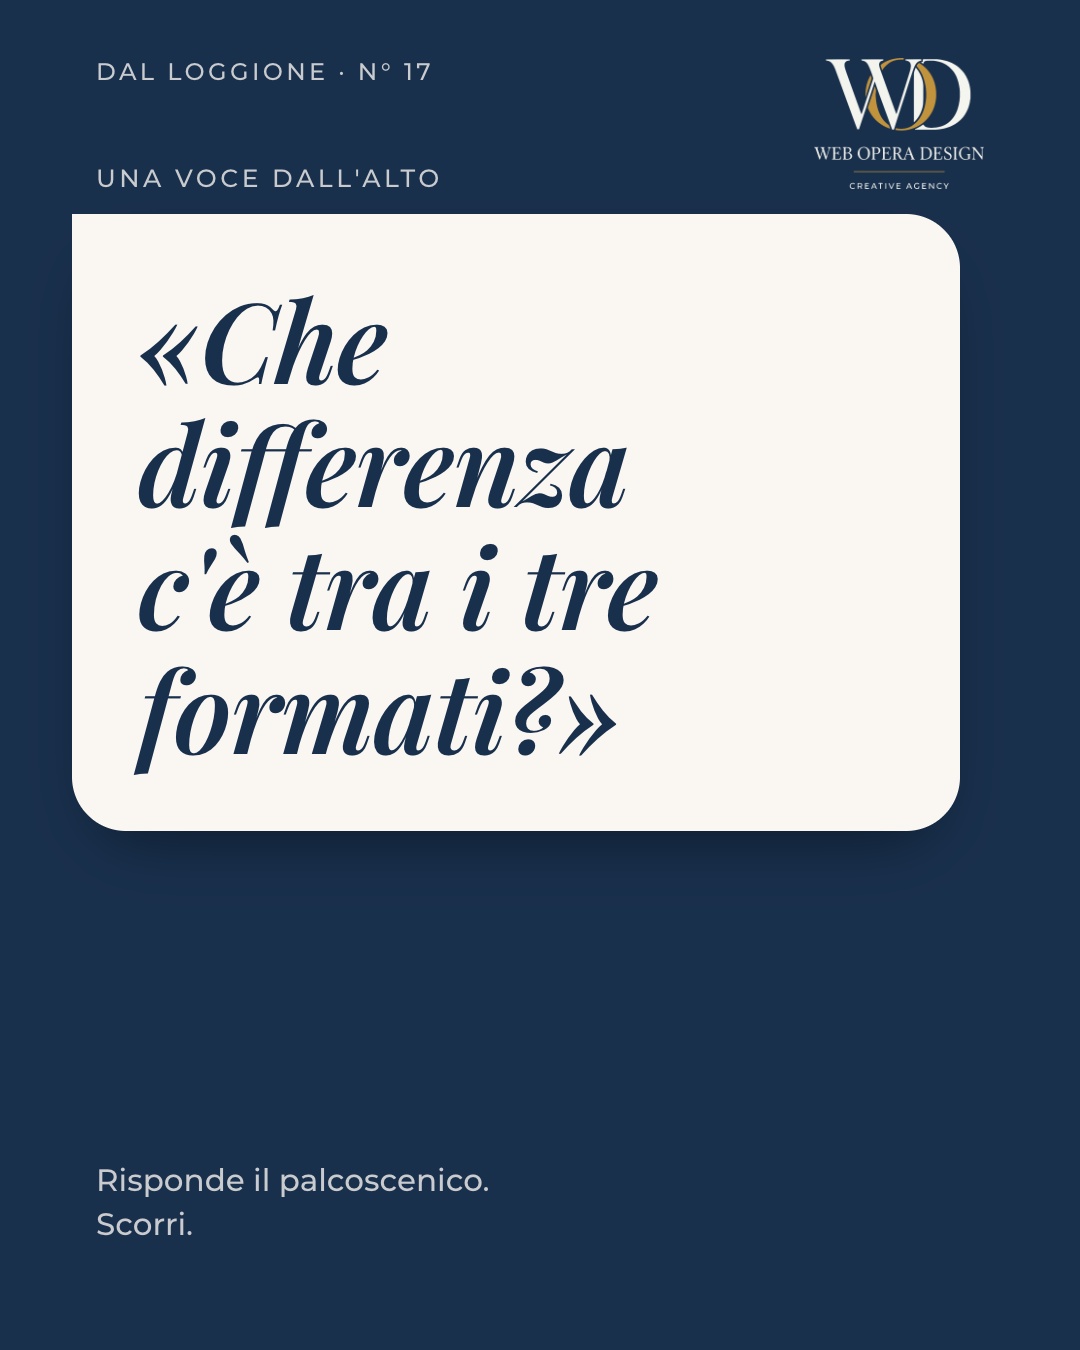 DAL LOGGIONE · N° 17
WOD
WEB OPERA DESIGN
CREATIVE AGENCY
UNA VOCE DALL'ALTO
«Che
differenza
c'è tra i tre
formati?»
Risponde il palcoscenico.
Scorri.